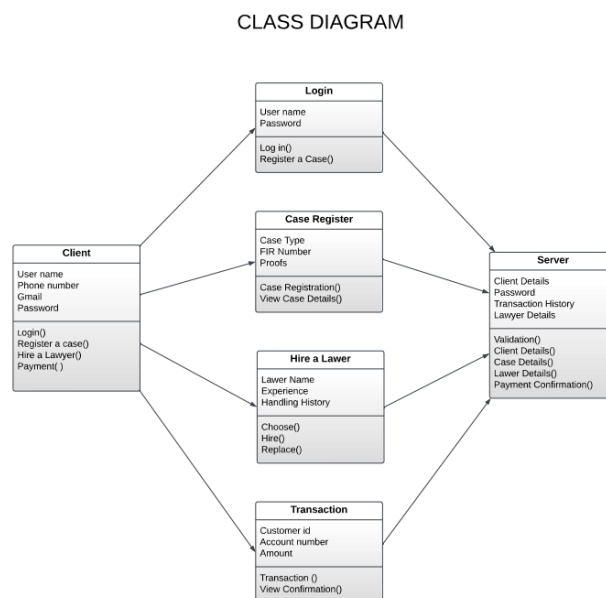 CLASS DIAGRAM
Login
User name
Password
Log in()
Register a Case()
Case Register
Case Type
FIR Number
Proofs
Case Registration()
View Case Details()
Client
User name
Phone number
Gmail
Password
Login()
Register a case()
Hire a Lawyer()
Payment( )
Server
Client Details
Password
Transaction History
Lawyer Details
Validation()
Client Details()
Case Details()
Lawer Details()
Payment Confirmation()
Hire a Lawer
Lawer Name
Experience
Handling History
Choose()
Hire()
Replace()
Transaction
Customer id
Account number
Amount
Transaction ()
View Confirmation()